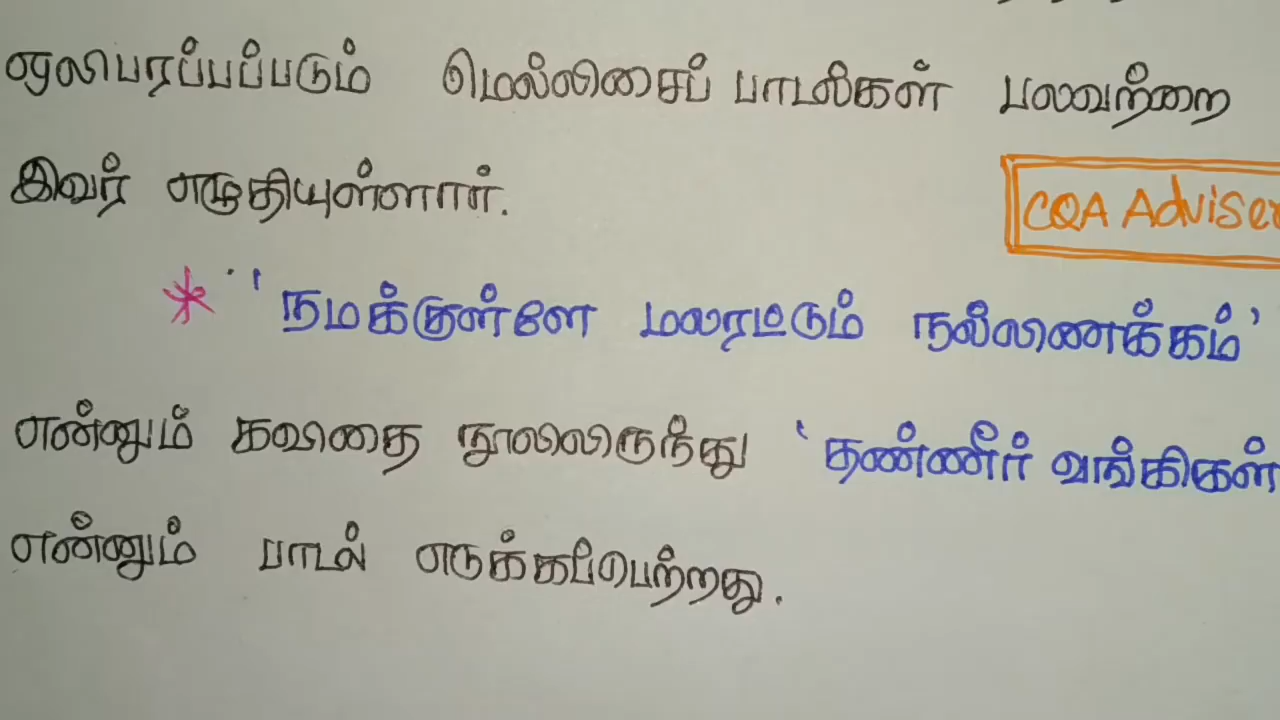 ஒலிபரப்பப்படும் மெல்லிசைப் பாடல்கள் பலவற்றை
இவர் எழுதியுள்ளார்.
CQA Adviser
* 'நமக்குள்ளே மலரட்டும் நல்லிணக்கம்'
என்னும் கவிதை நூலிலிருந்து 'தண்ணீர் வங்கிகள்
என்னும் பாடல் எடுக்கப்பெற்றது.